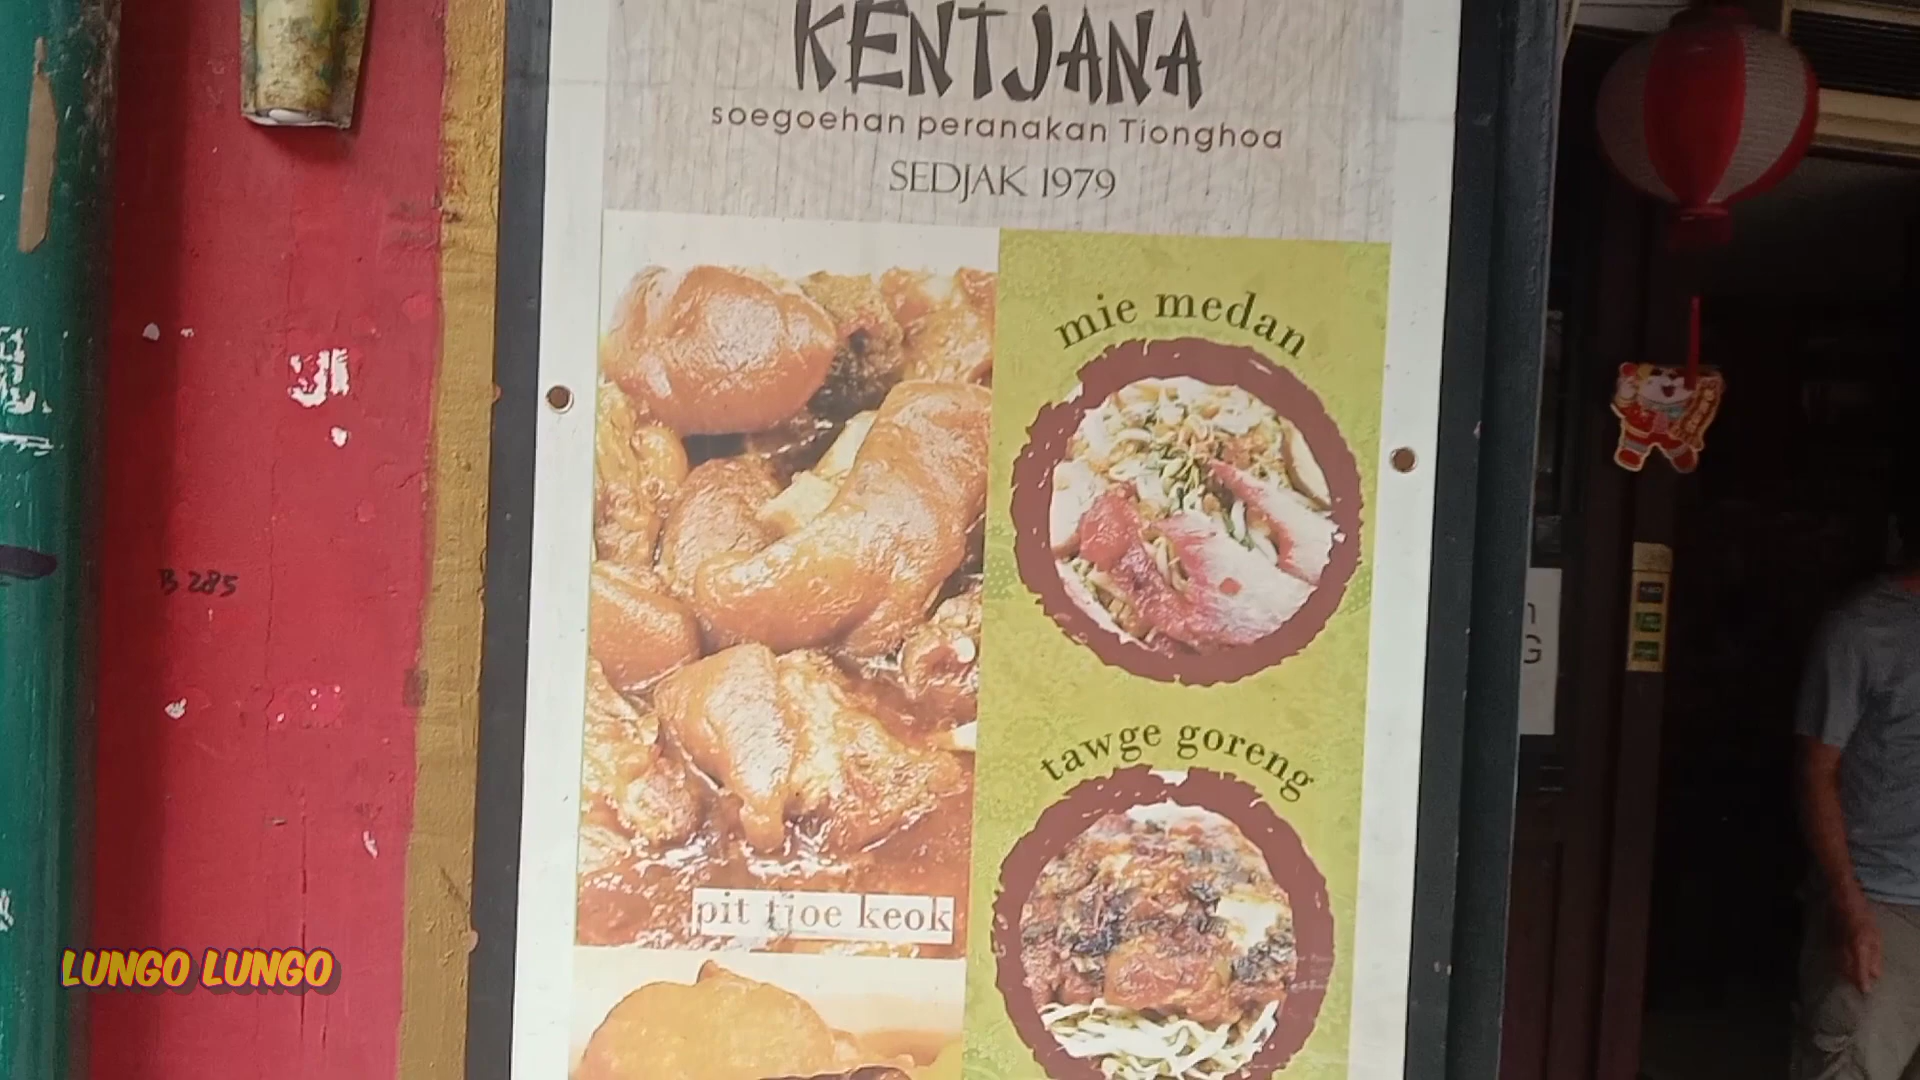 KENTJANA
soegoehan peranakan Tionghoa
SEDJAK 1979
mie medan
tawge goreng
pit tjoe keok
B 285
LUNGO LUNGO